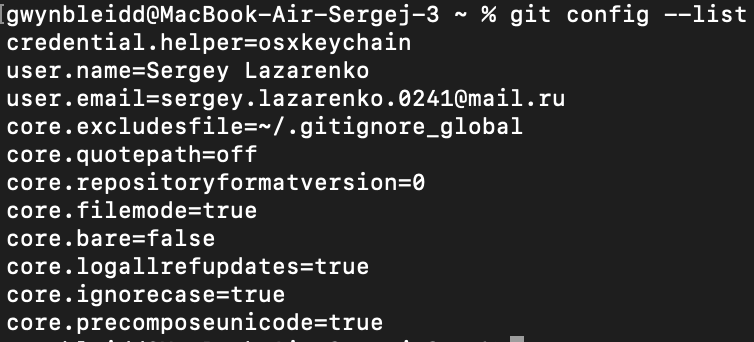 [gwynbleidd@MacBook-Air-Sergej-3 ~ % git config --list
credential.helper=osxkeychain
user.name=Sergey Lazarenko
user.email=sergey.lazarenko.0241@mail.ru
core.excludesfile=~/.gitignore_global
core.quotepath=off
core.repositoryformatversion=0
core.filemode=true
core.bare=false
core.logallrefupdates=true
core.ignorecase=true
core.precomposeunicode=true